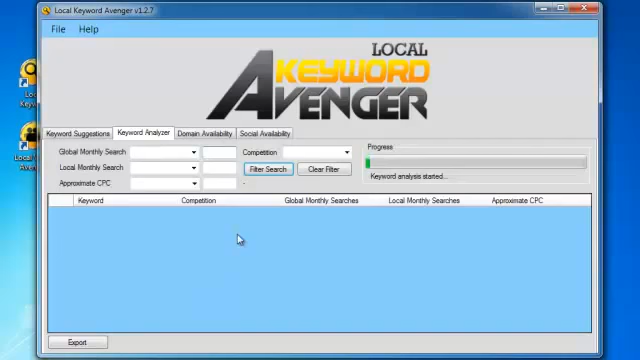 Local Keyword Avenger v1.2.7
File Help
LOCAL
KEYWORD
AVENGER
Keyword Suggestions Keyword Analyzer Domain Availability Social Availability
Global Monthly Search Competition Progress
Local Monthly Search Filter Search Clear Filter
Keyword analysis started...
Approximate CPC -
Keyword Competition Global Monthly Searches Local Monthly Searches Approximate CPC
Export